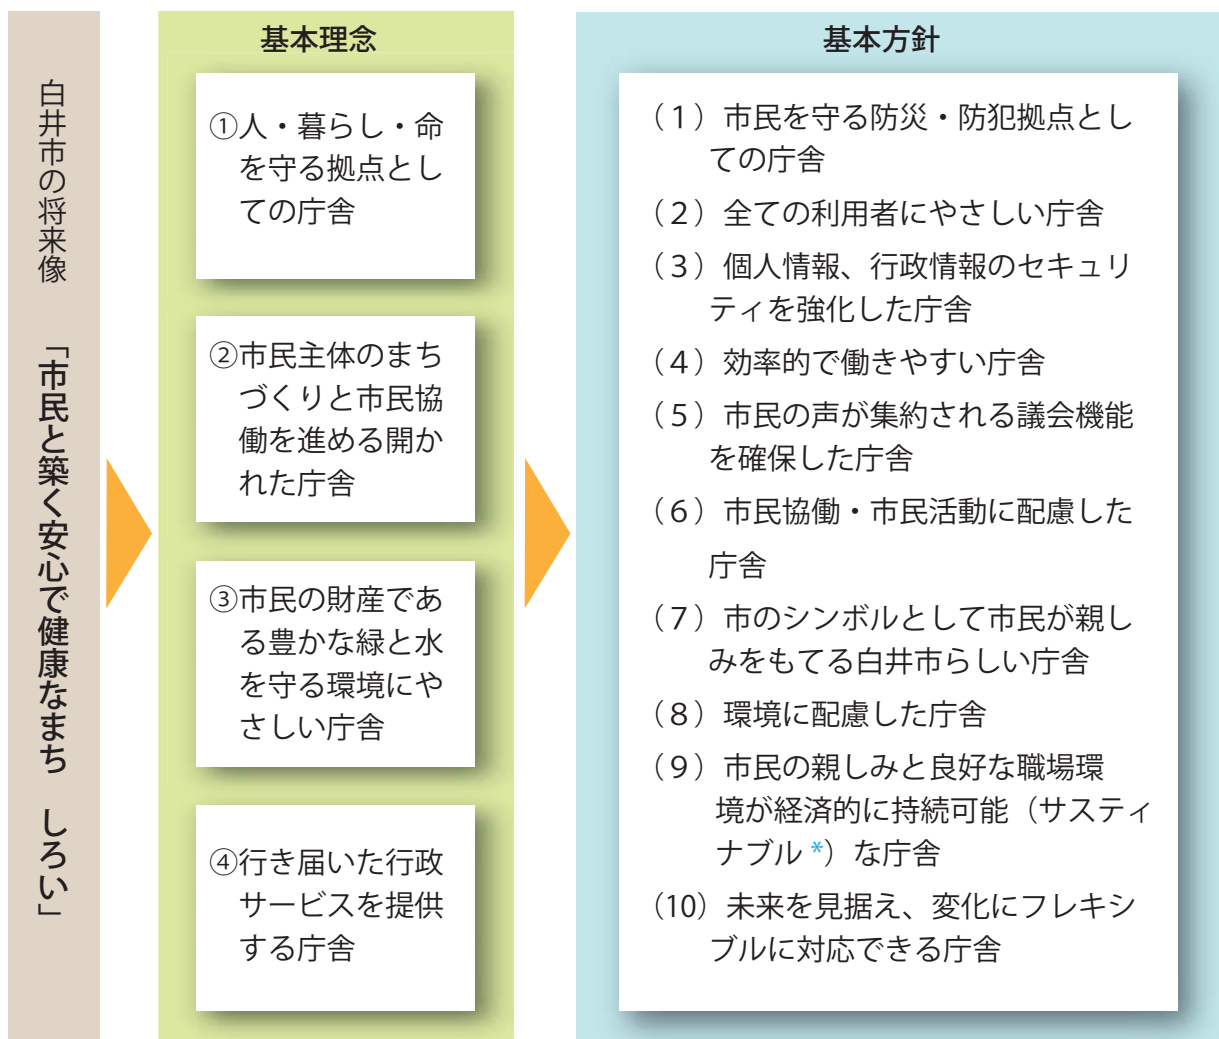 白井市の将来像 「市民と築く安心で健康なまち しろい」
基本理念
①人・暮らし・命
を守る拠点とし
ての庁舎
②市民主体のまち
づくりと市民協
働を進める開か
れた庁舎
③市民の財産であ
る豊かな緑と水
を守る環境にや
さしい庁舎
④行き届いた行政
サービスを提供
する庁舎
基本方針
（１）市民を守る防災・防犯拠点とし
ての庁舎
（２）全ての利用者にやさしい庁舎
（３）個人情報、行政情報のセキュリ
ティを強化した庁舎
（４）効率的で働きやすい庁舎
（５）市民の声が集約される議会機能
を確保した庁舎
（６）市民協働・市民活動に配慮した
庁舎
（７）市のシンボルとして市民が親し
みをもてる白井市らしい庁舎
（８）環境に配慮した庁舎
（９）市民の親しみと良好な職場環
境が経済的に持続可能（サスティ
ナブル *）な庁舎
（10）未来を見据え、変化にフレキシ
ブルに対応できる庁舎